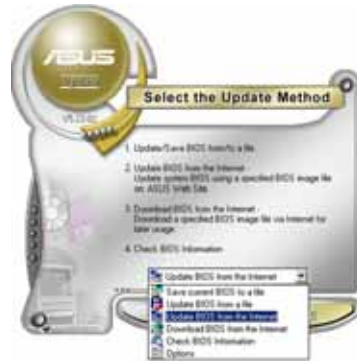 ASUS
Update
Select the Update Method
1. Update/Save BIOS from/to a file.
2. Update BIOS from the Internet -
Update system BIOS using a specified BIOS image file
on ASUS Web Site.
3. Download BIOS from the Internet -
Download a specified BIOS image file via Internet for
later usage.
4. Check BIOS Information
Update BIOS from the Internet
Save current BIOS to a file
Update BIOS from a file
Update BIOS from the Internet
Download BIOS from the Internet
Check BIOS Information
Options